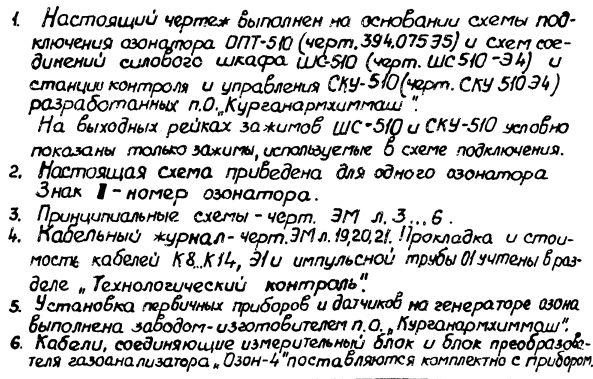 1. Настоящий чертеж выполнен на основании схемы под-
ключения озонатора ОПТ-510 (черт. 394.075 Э5) и схем сое-
динений силового шкафа ШС-510 (черт. ШС 510-Э4) и
станции контроля и управления СКУ-510 (черт. СКУ 510 Э4)
разработанных п.о. „Курганармхиммаш".
На выходных рейках зажимов ШС-510 и СКУ-510 условно
показаны только зажимы, используемые в схеме подключения.
2. Настоящая схема приведена для одного озонатора
Знак - номер озонатора.
3. Принципиальные схемы - черт. ЭМ л. 3...6.
4. Кабельный журнал - черт. ЭМ л. 19,20,21. Прокладка и стои-
мость кабелей К8...К14, Э1 и импульсной трубы 01 учтены в раз-
деле „Технологический контроль".
5. Установка первичных приборов и датчиков на генераторе озона
выполнена заводом-изготовителем п.о. „Курганармхиммаш".
6. Кабели, соединяющие измерительный блок и блок преобразова-
теля газоанализатора „Озон-4" поставляются комплектно с прибором.